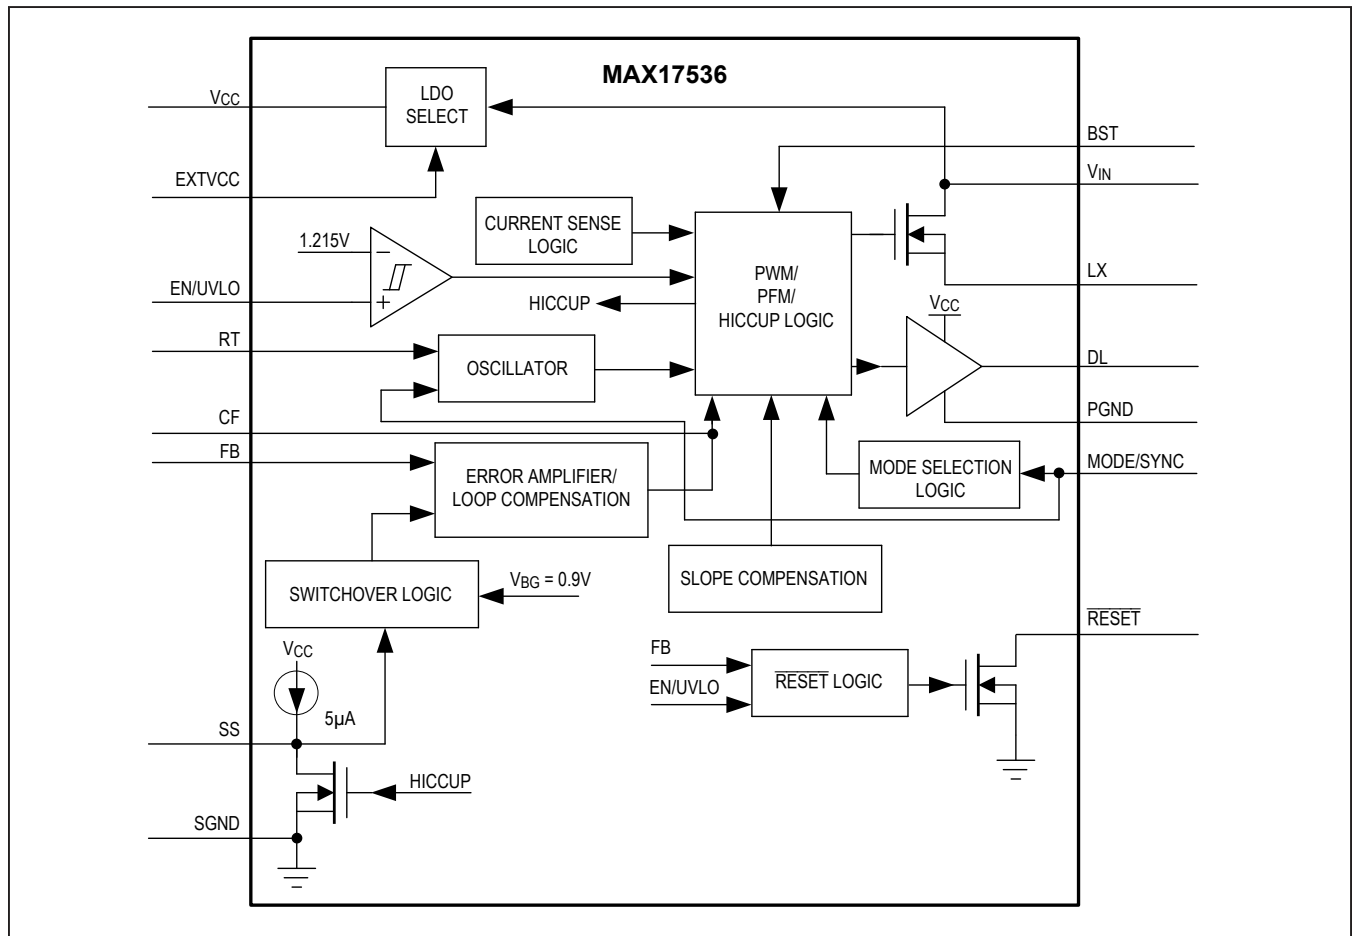 MAX17536
VCC
LDO
SELECT
BST
EXTVCC
VIN
CURRENT SENSE
LOGIC
1.215V
−
+
EN/UVLO
HICCUP
PWM/
PFM/
HICCUP LOGIC
LX
VCC
RT
OSCILLATOR
DL
CF
PGND
FB
ERROR AMPLIFIER/
LOOP COMPENSATION
MODE SELECTION
LOGIC
MODE/SYNC
SWITCHOVER LOGIC
VBG = 0.9V
SLOPE COMPENSATION
RESET
VCC
5µA
FB
EN/UVLO
RESET LOGIC
SS
HICCUP
SGND